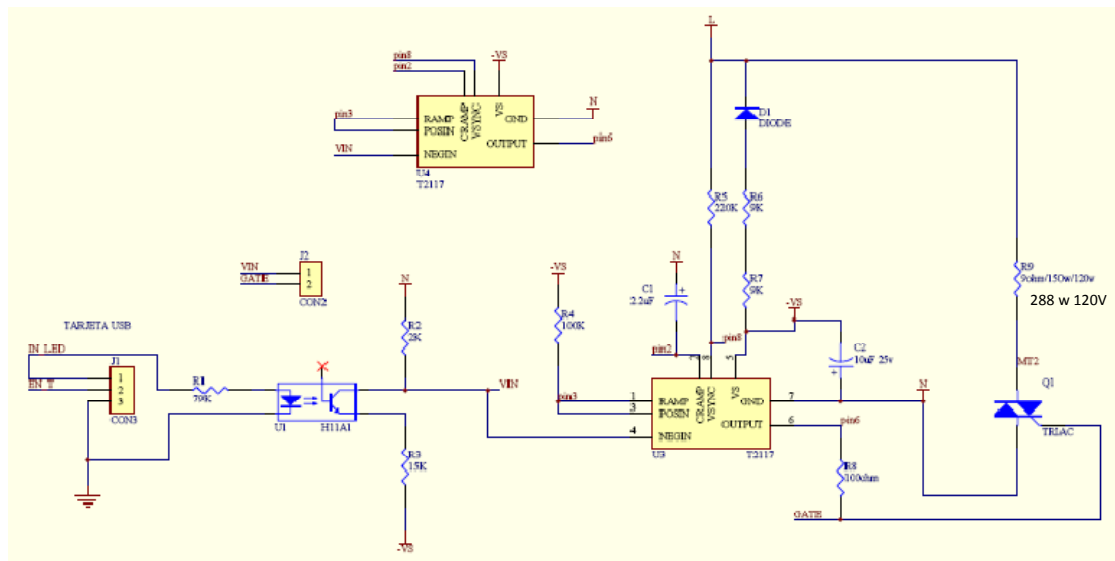 L
pin8
pin2
-VS
N
pin3
RAMP
POSIN
CRAMP
VSYNC
VS
GND
VIN
NEGIN
OUTPUT
pin6
U4
T2117
D1
DIODE
R5
220K
R6
9K
R7
9K
R9
9ohm/150w/120w
288 w 120V
J2
VIN
1
GATE
2
CON2
N
N
C1
2.2uF
-VS
R4
100K
-VS
TARJETA USB
R2
2K
pin2
pin8
C2
10uF 25v
IN LED
J1
1
EN T
2
3
CON3
R1
79K
VIN
MT2
Q1
TRIAC
U1
H11A1
pin3
1
RAMP
3
POSIN
4
NEGIN
CRAMP
VSYNC
8
VS
5
GND
7
N
OUTPUT
6
pin6
U3
T2117
R3
15K
R8
100ohm
GATE
-VS